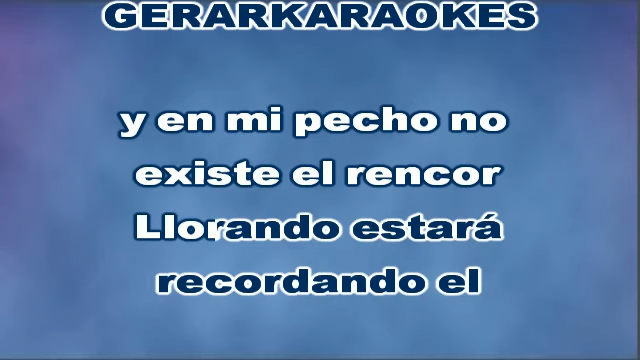 GERARKARAOKES
y en mi pecho no
existe el rencor
Llorando estará
recordando el